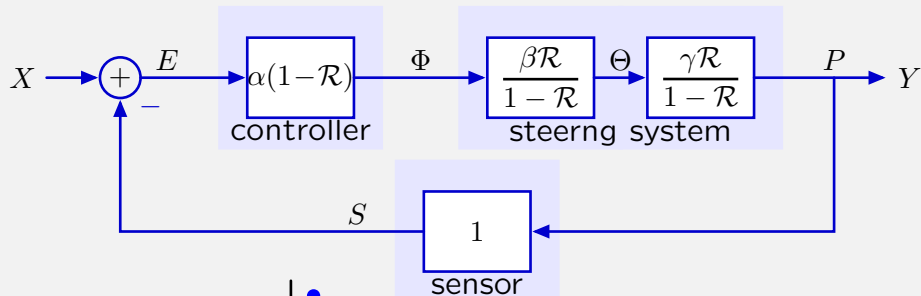 X + E α(1−ℛ) Φ βℛ / 1 − ℛ Θ γℛ / 1 − ℛ P Y
−
controller
steerng system
S 1
sensor